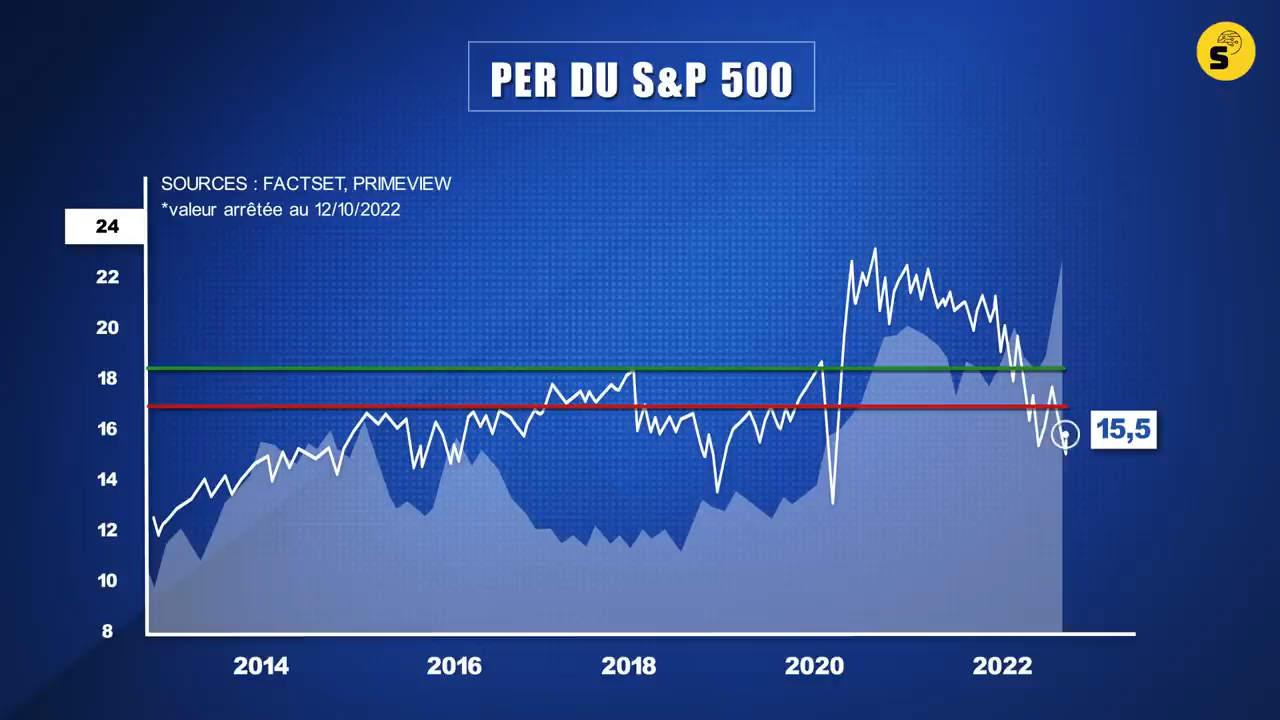 PER DU S&P 500
S
SOURCES : FACTSET, PRIMEVIEW
*valeur arrêtée au 12/10/2022
24
22
20
18
16
14
12
10
8
15,5
2014 2016 2018 2020 2022